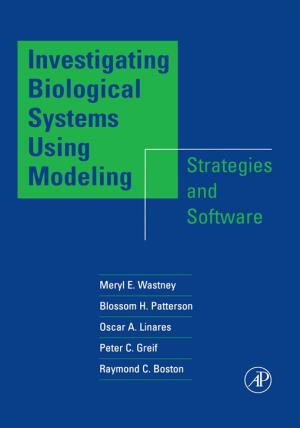 Investigating
Biological
Systems
Using
Modeling
Strategies
and
Software
Meryl E. Wastney
Blossom H. Patterson
Oscar A. Linares
Peter C. Greif
Raymond C. Boston
AP